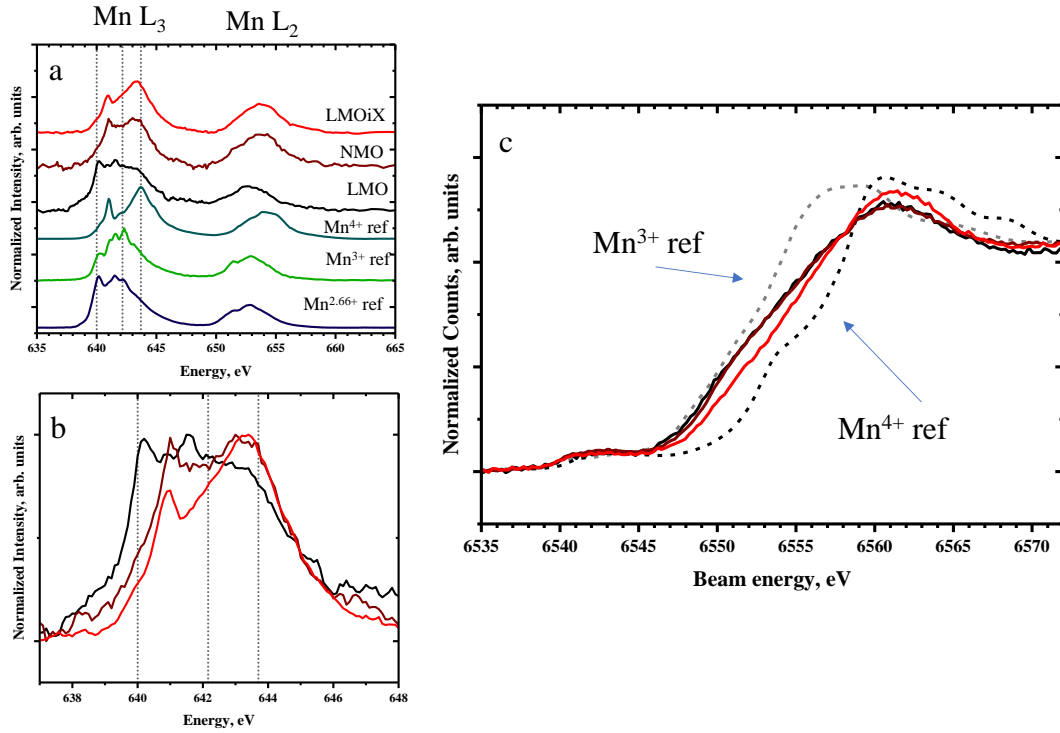 Mn L₃ Mn L₂
a
LMOiX
NMO
LMO
Mn⁴⁺ ref
Mn³⁺ ref
Mn²·⁶⁶⁺ ref
Normalized Intensity, arb. units
635 640 645 650 655 660 665
Energy, eV
b
Normalized Intensity, arb. units
638 640 642 644 646 648
Energy, eV
c
Mn³⁺ ref
Mn⁴⁺ ref
Normalized Counts, arb. units
6535 6540 6545 6550 6555 6560 6565 6570
Beam energy, eV